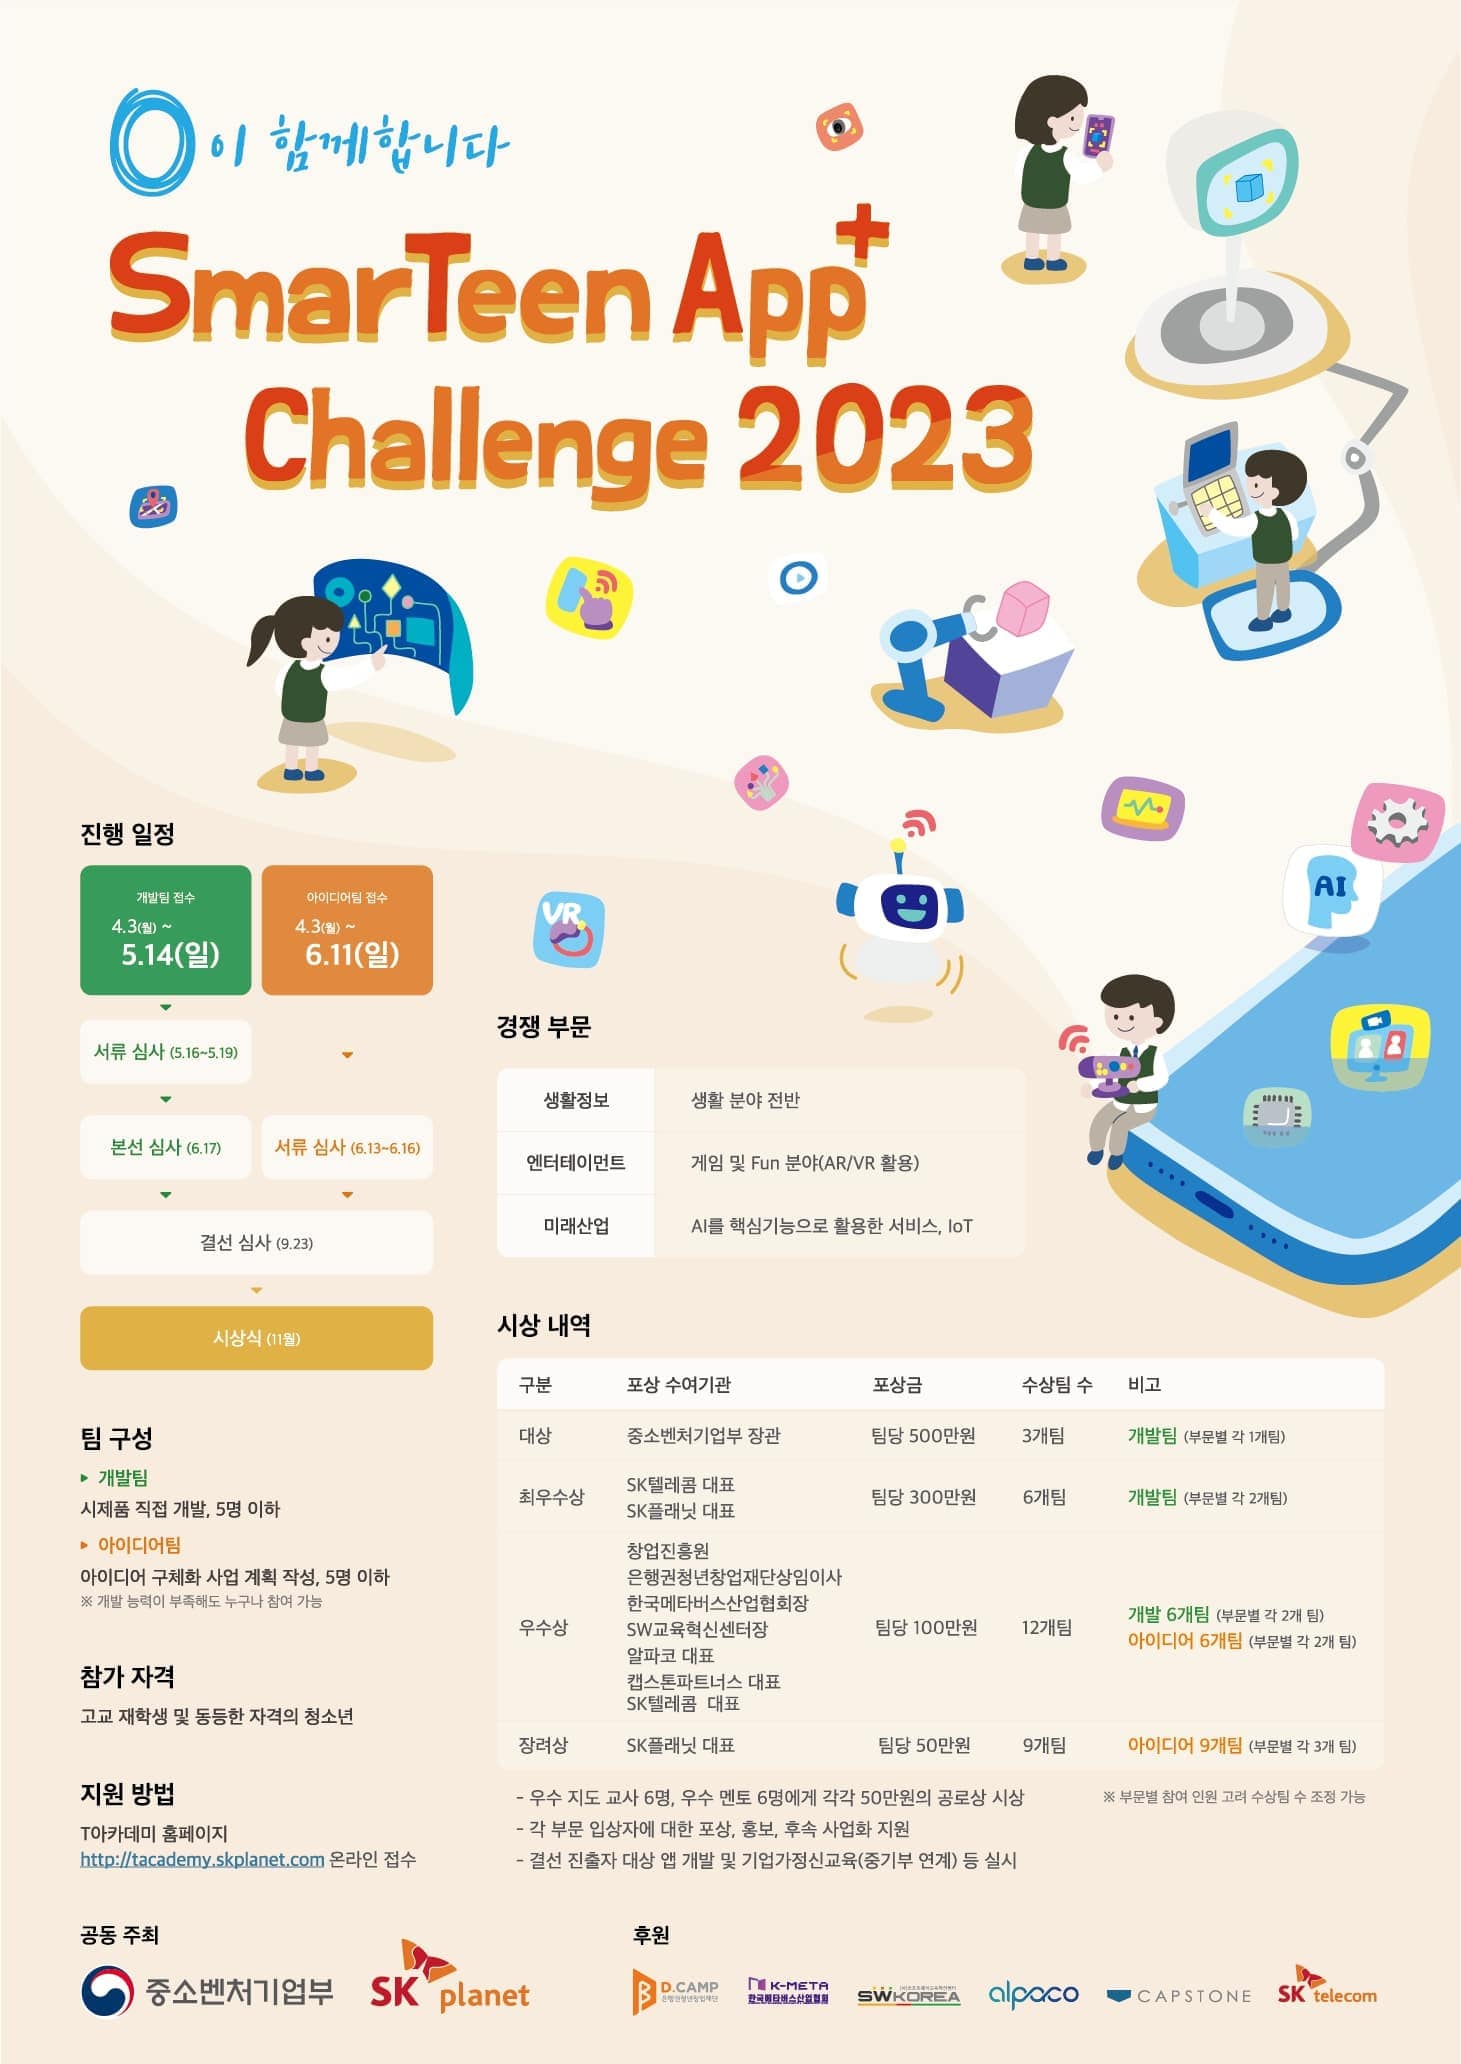 이 함께합니다
SmarTeen App+
Challenge 2023
VR
AI
진행 일정
개발팀 접수
4.3(월) ~
5.14(일)
아이디어팀 접수
4.3(월) ~
6.11(일)
서류 심사 (5.16~5.19)
본선 심사 (6.17)
서류 심사 (6.13~6.16)
결선 심사 (9.23)
시상식 (11월)
팀 구성
▸ 개발팀
시제품 직접 개발, 5명 이하
▸ 아이디어팀
아이디어 구체화 사업 계획 작성, 5명 이하
※ 개발 능력이 부족해도 누구나 참여 가능
참가 자격
고교 재학생 및 동등한 자격의 청소년
지원 방법
T아카데미 홈페이지
http://tacademy.skplanet.com 온라인 접수
경쟁 부문
생활정보 생활 분야 전반
엔터테이먼트 게임 및 Fun 분야(AR/VR 활용)
미래산업 AI를 핵심기능으로 활용한 서비스, IoT
시상 내역
구분 포상 수여기관 포상금 수상팀 수 비고
대상 중소벤처기업부 장관 팀당 500만원 3개팀 개발팀 (부문별 각 1개팀)
최우수상 SK텔레콤 대표 팀당 300만원 6개팀 개발팀 (부문별 각 2개팀)
SK플래닛 대표
창업진흥원
은행권청년창업재단상임이사
한국메타버스산업협회장
우수상 SW교육혁신센터장 팀당 100만원 12개팀 개발 6개팀 (부문별 각 2개 팀)
아이디어 6개팀 (부문별 각 2개 팀)
알파코 대표
캡스톤파트너스 대표
SK텔레콤 대표
장려상 SK플래닛 대표 팀당 50만원 9개팀 아이디어 9개팀 (부문별 각 3개 팀)
- 우수 지도 교사 6명, 우수 멘토 6명에게 각각 50만원의 공로상 시상
※ 부문별 참여 인원 고려 수상팀 수 조정 가능
- 각 부문 입상자에 대한 포상, 홍보, 후속 사업화 지원
- 결선 진출자 대상 앱 개발 및 기업가정신교육(중기부 연계) 등 실시
공동 주최
중소벤처기업부
SK planet
후원
D.CAMP
은행권청년창업재단
K-META
한국메타버스산업협회
SW KOREA
alpaco
CAPSTONE
SK telecom